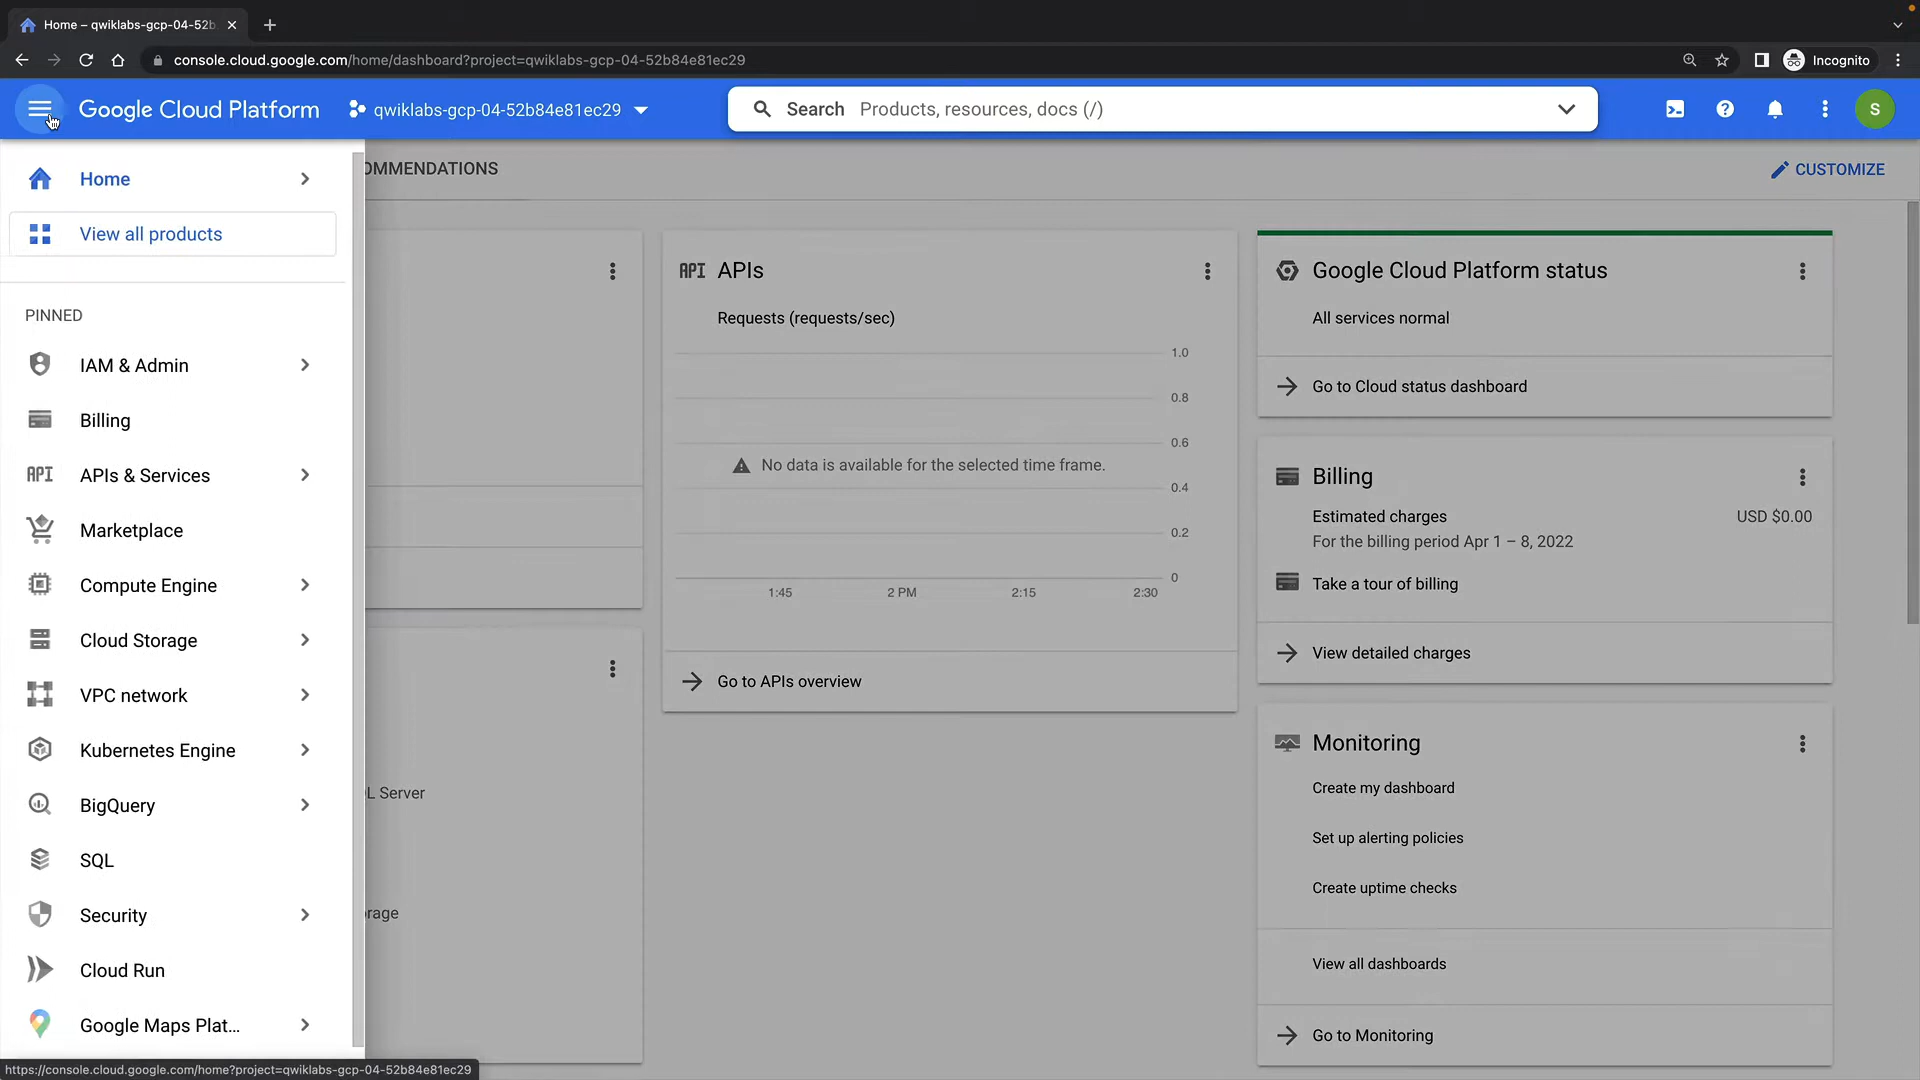 Home – qwiklabs-gcp-04-52b
console.cloud.google.com/home/dashboard?project=qwiklabs-gcp-04-52b84e81ec29
Incognito
Google Cloud Platform
qwiklabs-gcp-04-52b84e81ec29
Search Products, resources, docs (/)
S
Home
View all products
PINNED
IAM & Admin
Billing
API APIs & Services
Marketplace
Compute Engine
Cloud Storage
VPC network
Kubernetes Engine
BigQuery
SQL
Security
Cloud Run
Google Maps Plat...
https://console.cloud.google.com/home?project=qwiklabs-gcp-04-52b84e81ec29
OMMENDATIONS
CUSTOMIZE
L Server
rage
API APIs
Requests (requests/sec)
1.0
0.8
0.6
No data is available for the selected time frame.
0.4
0.2
0
1:45 2 PM 2:15 2:30
Go to APIs overview
Google Cloud Platform status
All services normal
Go to Cloud status dashboard
Billing
Estimated charges USD $0.00
For the billing period Apr 1 – 8, 2022
Take a tour of billing
View detailed charges
Monitoring
Create my dashboard
Set up alerting policies
Create uptime checks
View all dashboards
Go to Monitoring